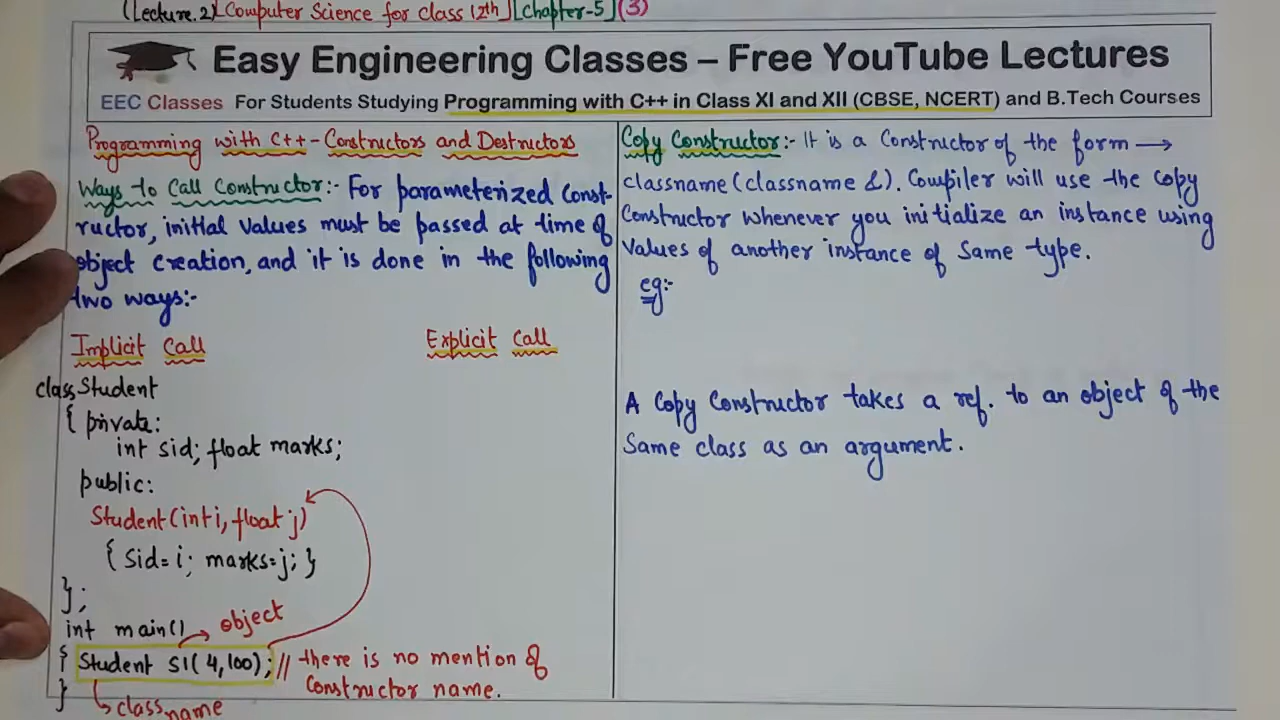 (Lecture.2) [Computer Science for class 12th] [Chapter-5] (3)
Easy Engineering Classes – Free YouTube Lectures
EEC Classes For Students Studying Programming with C++ in Class XI and XII (CBSE, NCERT) and B.Tech Courses
Programming with C++ - Constructors and Destructors
Ways to Call Constructor:- For parameterized Const-
ructor, initial values must be passed at time of
object creation, and it is done in the following
two ways:-
Implicit Call
Explicit Call
class Student
{ private:
int sid; float marks;
public:
Student(int i, float j)
{ Sid=i; marks=j; }
};
int main()
object
{ Student S1(4,100); // there is no mention of
Constructor name.
}
class name
Copy Constructor:- It is a Constructor of the form →
classname(classname &). Compiler will use the copy
Constructor whenever you initialize an instance using
values of another instance of Same type.
eg:-
A Copy Constructor takes a ref. to an object of the
Same class as an argument.